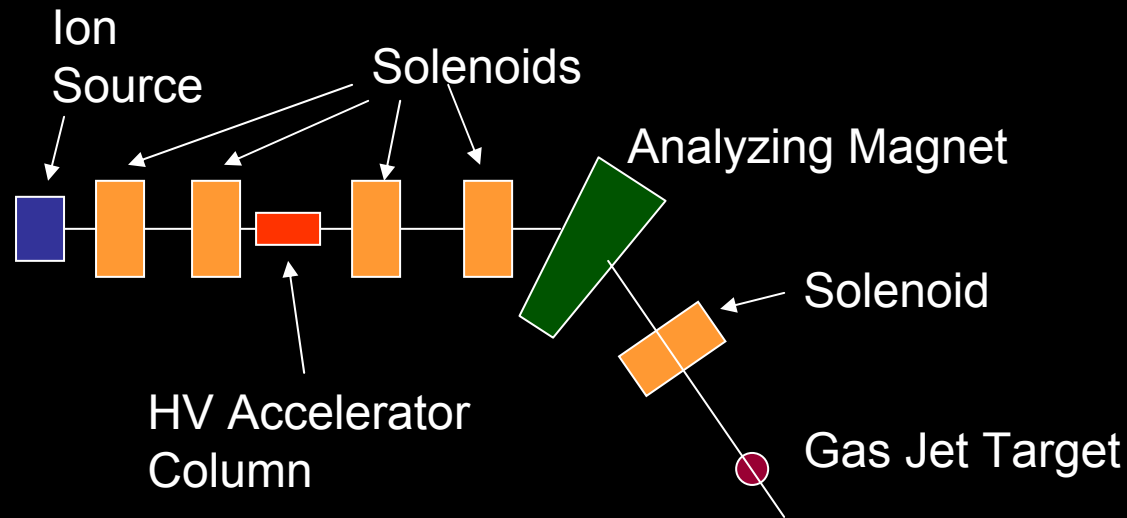 Ion
Source
Solenoids
Analyzing Magnet
Solenoid
HV Accelerator
Column
Gas Jet Target